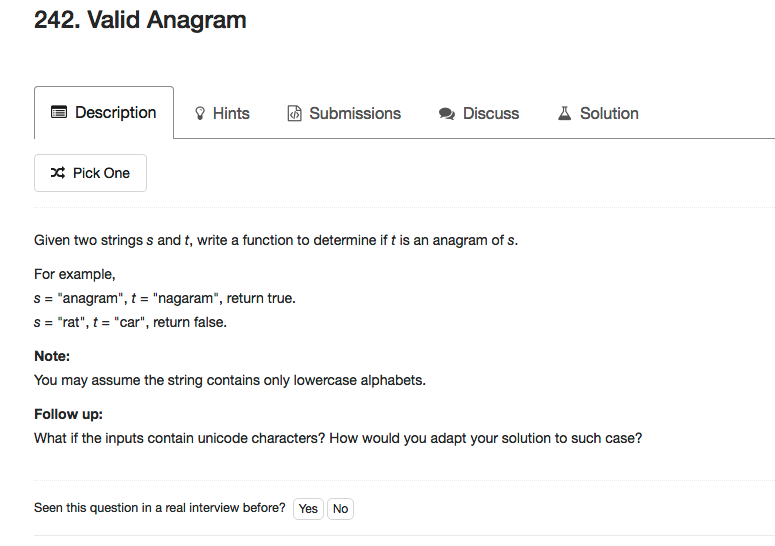 242. Valid Anagram
Description
Hints
Submissions
Discuss
Solution
Pick One
Given two strings s and t, write a function to determine if t is an anagram of s.
For example,
s = "anagram", t = "nagaram", return true.
s = "rat", t = "car", return false.
Note:
You may assume the string contains only lowercase alphabets.
Follow up:
What if the inputs contain unicode characters? How would you adapt your solution to such case?
Seen this question in a real interview before? Yes No